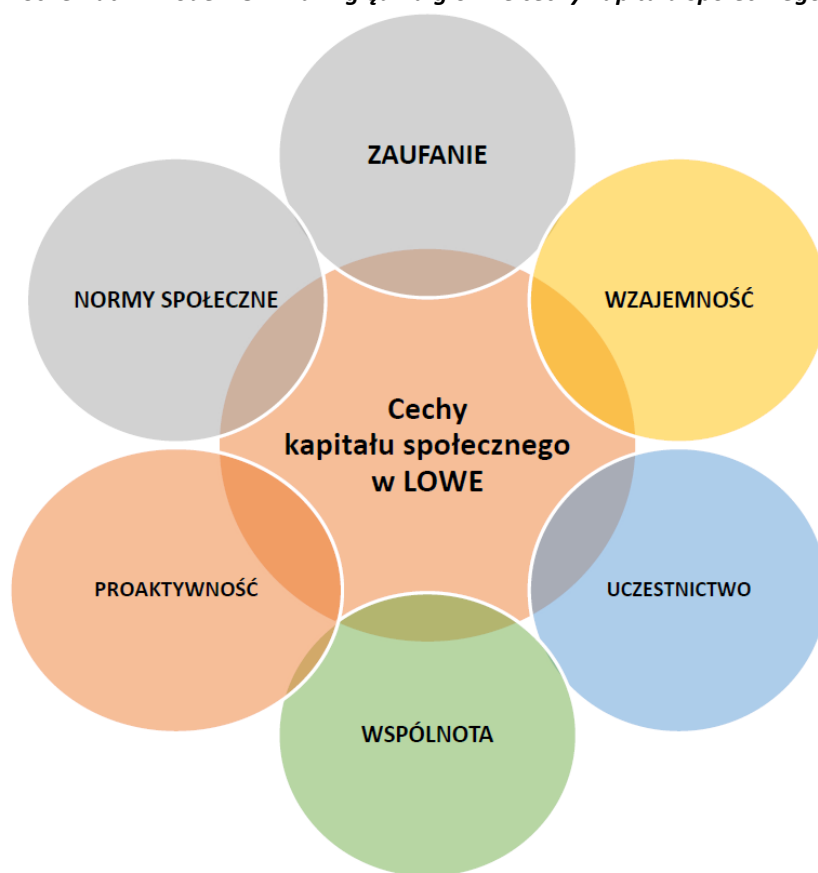 ZAUFANIE
NORMY SPOŁECZNE
WZAJEMNOŚĆ
Cechy
kapitału społecznego
w LOWE
PROAKTYWNOŚĆ
UCZESTNICTWO
WSPÓLNOTA